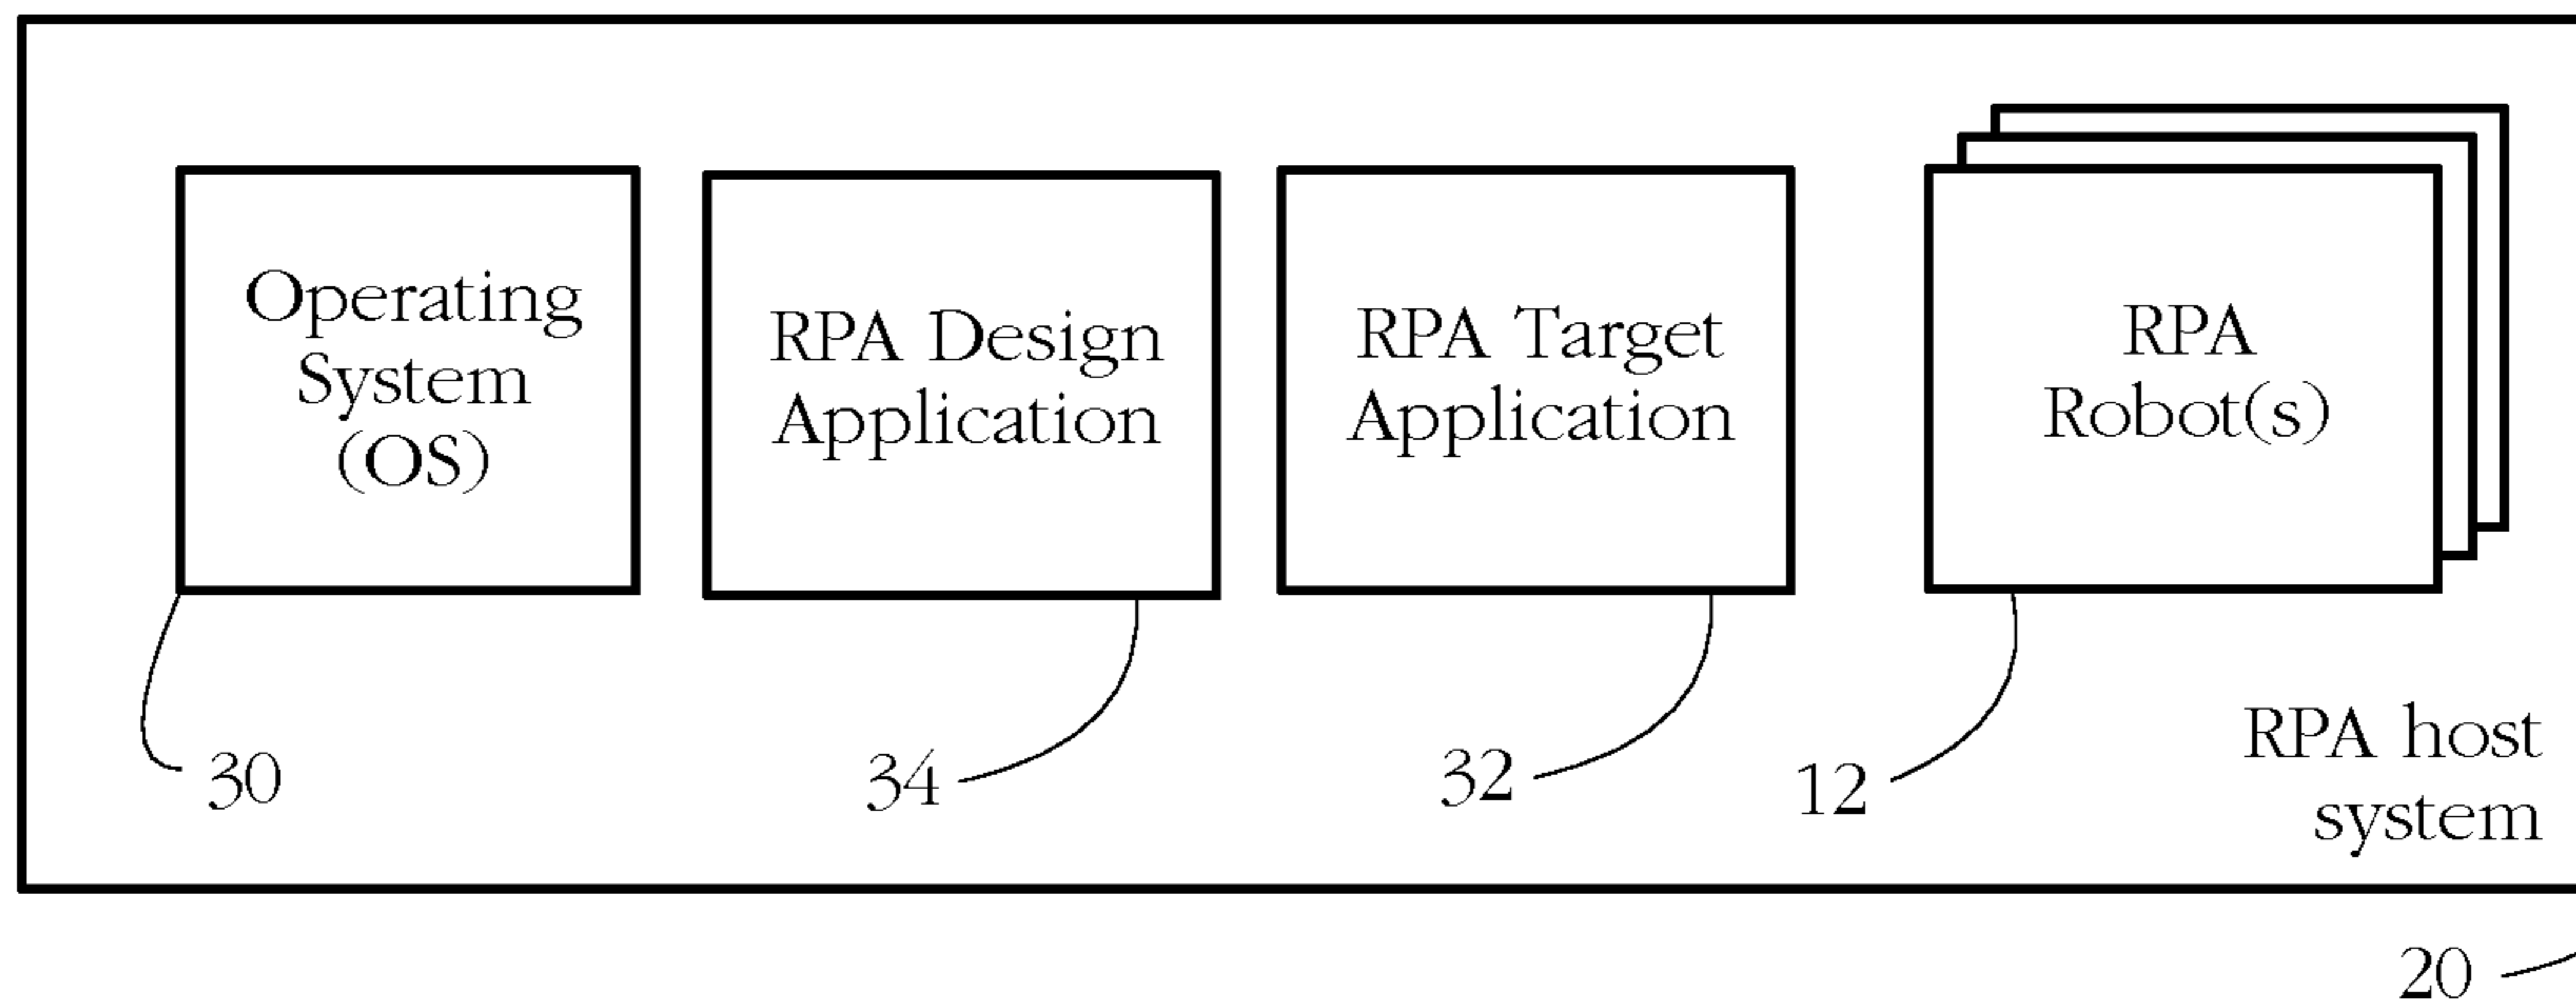 Operating
System
(OS)
RPA Design
Application
RPA Target
Application
RPA
Robot(s)
30
34
32
12
RPA host
system
20